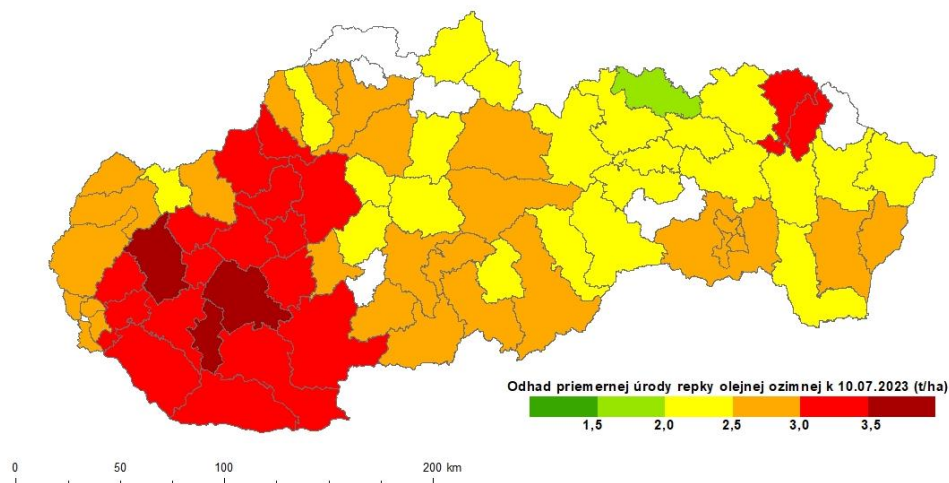 Odhad priemernej úrody repky olejnej ozimnej k 10.07.2023 (t/ha)
1,5 2,0 2,5 3,0 3,5
0 50 100 200 km